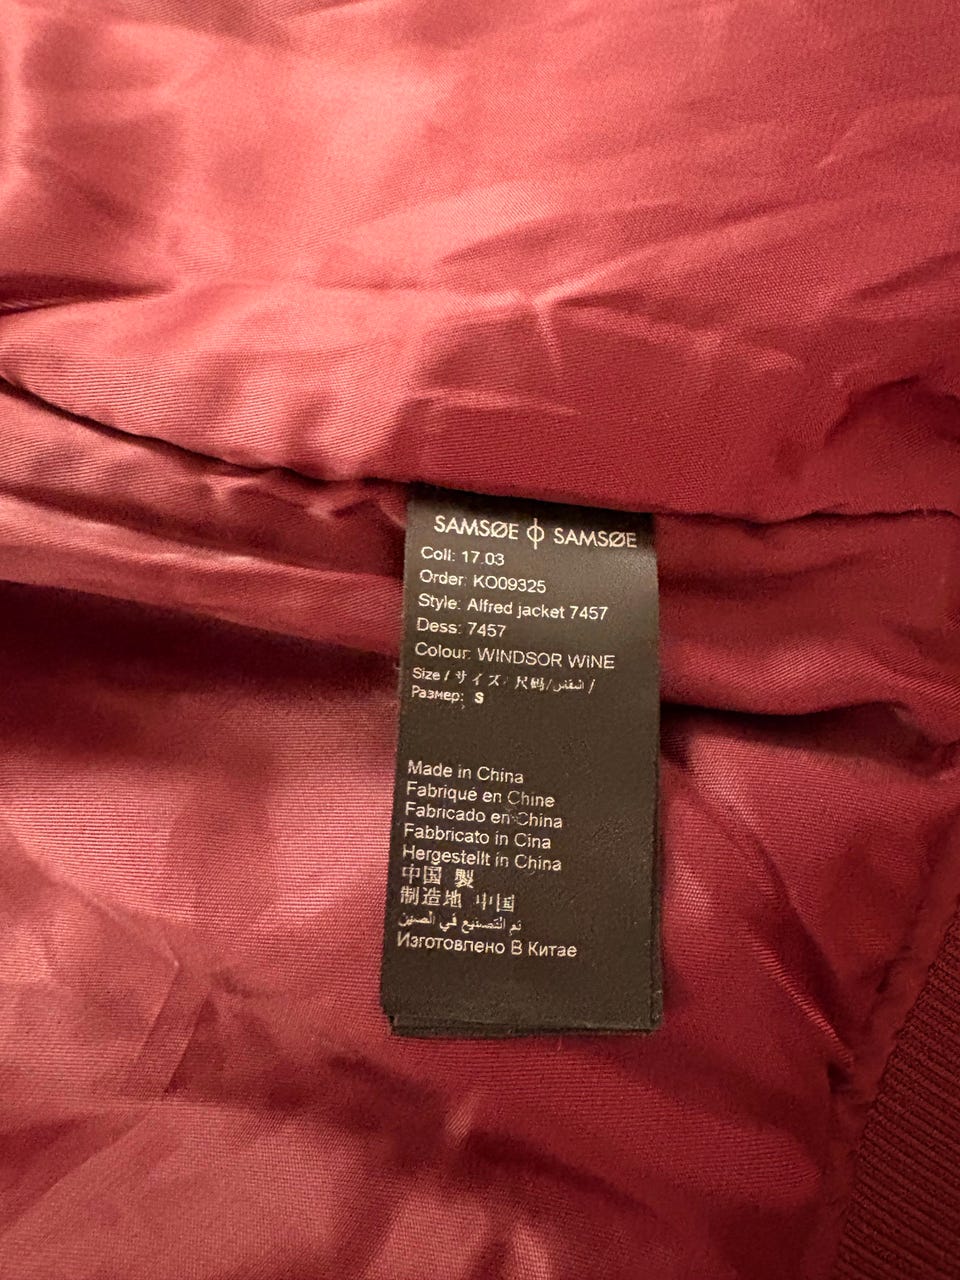 SAMSØE ϕ SAMSØE
Coll: 17.03
Order: KO09325
Style: Alfred jacket 7457
Dess: 7457
Colour: WINDSOR WINE
Size / サイズ/ 尺码/المقاس /
Размер: S
Made in China
Fabriqué en Chine
Fabricado en China
Fabbricato in Cina
Hergestellt in China
中国 製
制造地 中国
تم التصنيع في الصين
Изготовлено В Китае